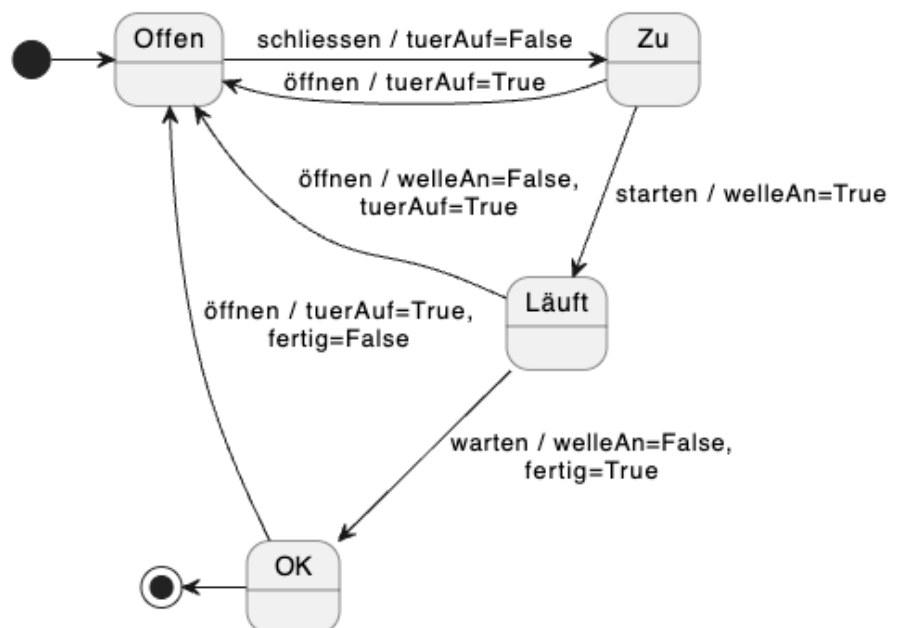 Offen
schliessen / tuerAuf=False
Zu
öffnen / tuerAuf=True
öffnen / welleAn=False,
tuerAuf=True
starten / welleAn=True
Läuft
öffnen / tuerAuf=True,
fertig=False
warten / welleAn=False,
fertig=True
OK